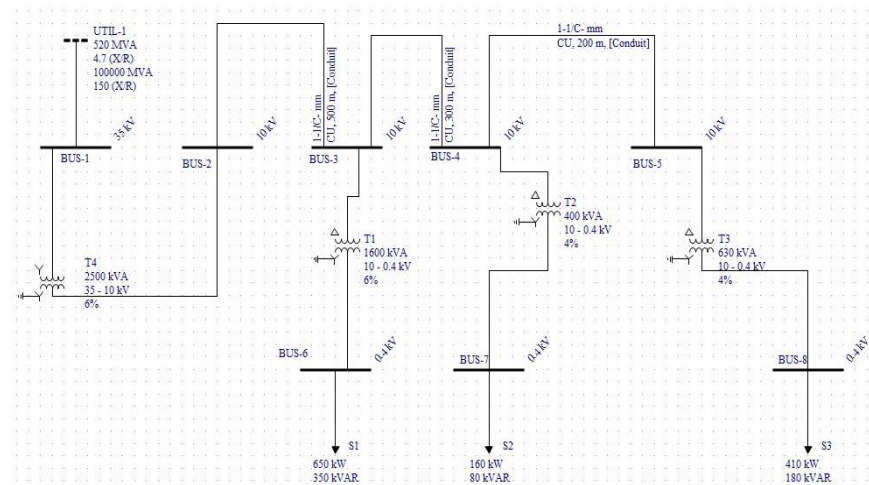 UTIL-1
520 MVA
4.7 (X/R)
100000 MVA
150 (X/R)
35 kV
BUS-1
10 kV
BUS-2
1-1/C- mm
CU, 500 m, [Conduit]
10 kV
BUS-3
1-1/C- mm
CU, 300 m, [Conduit]
10 kV
BUS-4
1-1/C- mm
CU, 200 m, [Conduit]
10 kV
BUS-5
T4
2500 kVA
35 - 10 kV
6%
T1
1600 kVA
10 - 0.4 kV
6%
T2
400 kVA
10 - 0.4 kV
4%
T3
630 kVA
10 - 0.4 kV
4%
BUS-6
0.4 kV
BUS-7
0.4 kV
BUS-8
0.4 kV
S1
650 kW
350 kVAR
S2
160 kW
80 kVAR
S3
410 kW
180 kVAR